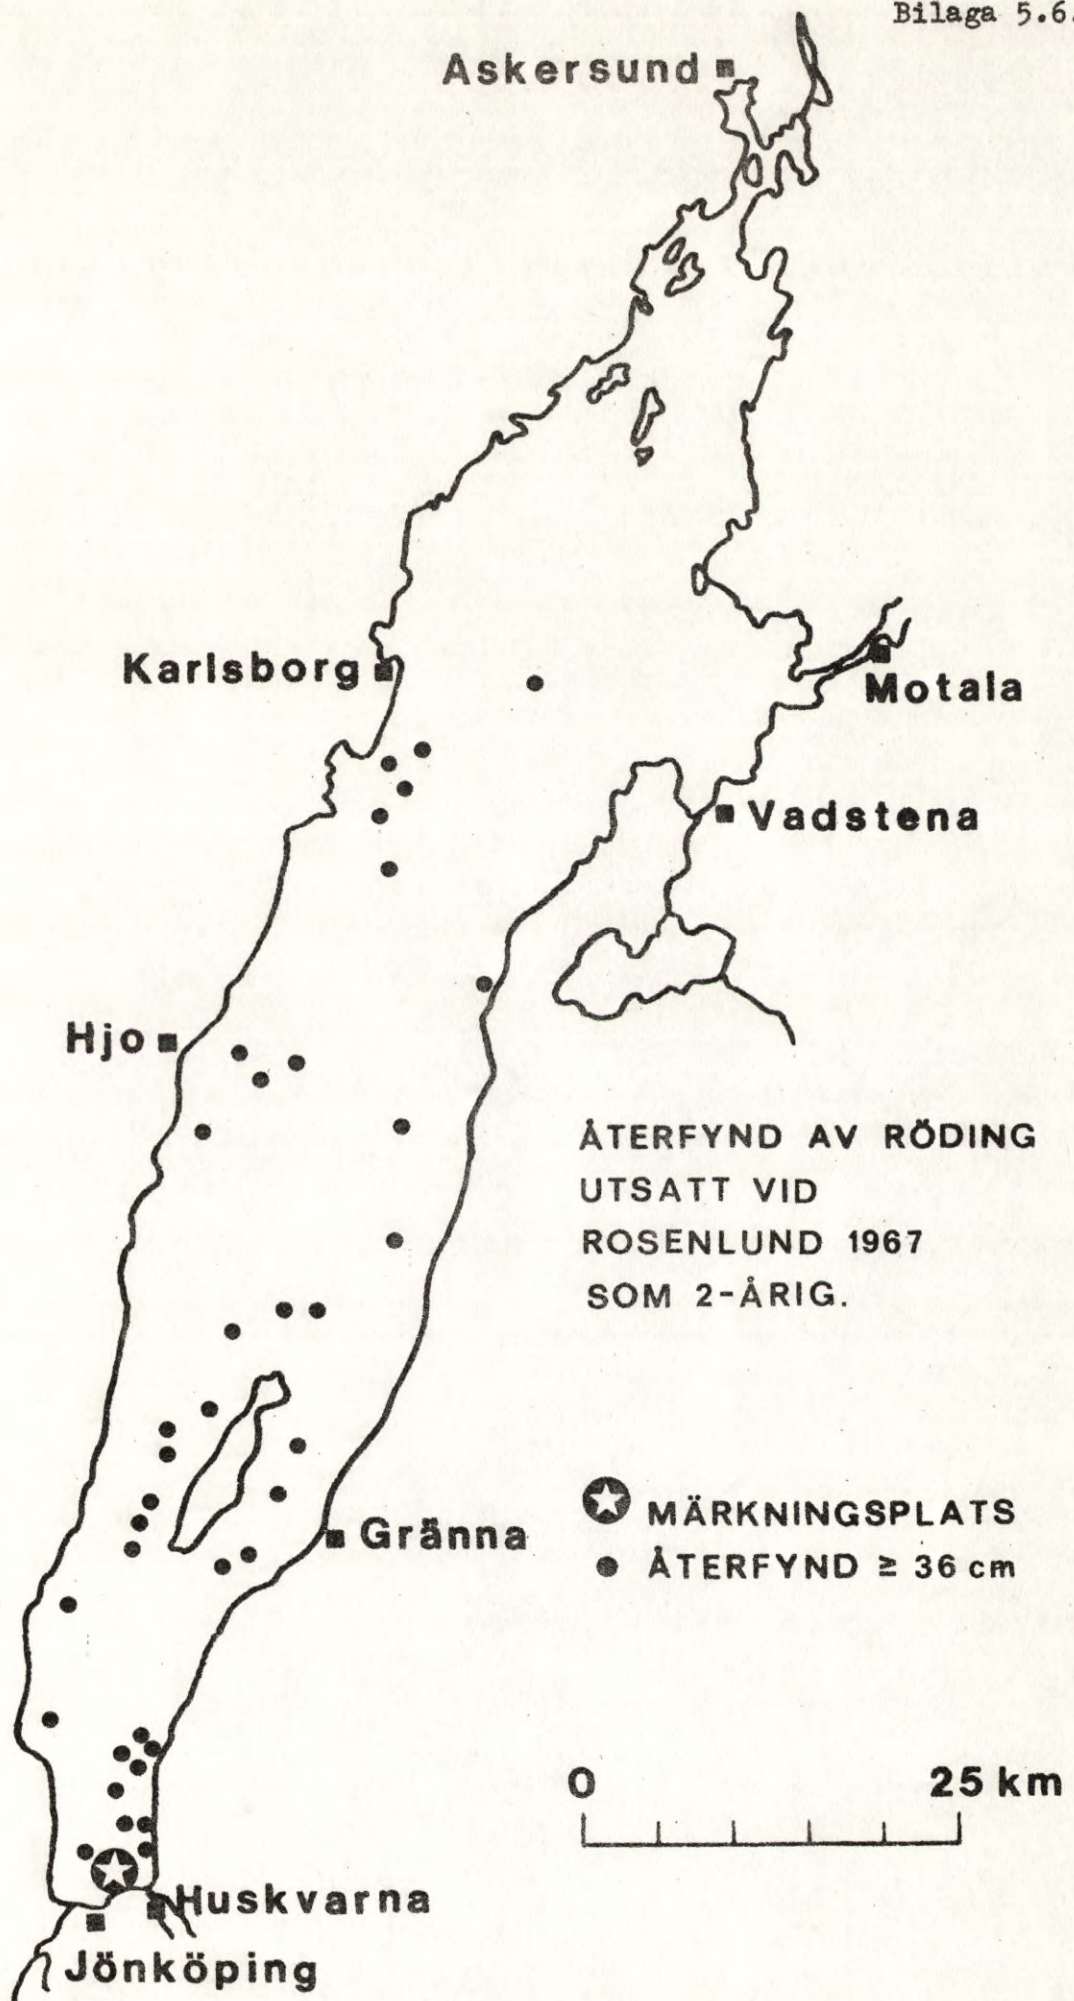 Bilaga 5.6.
Askersund
Karlsborg
Motala
Vadstena
Hjo
ÅTERFYND AV RÖDING
UTSATT VID
ROSENLUND 1967
SOM 2-ÅRIG.
MÄRKNINGSPLATS
Gränna
ÅTERFYND ≥ 36 cm
0 25 km
Huskvarna
Jönköping